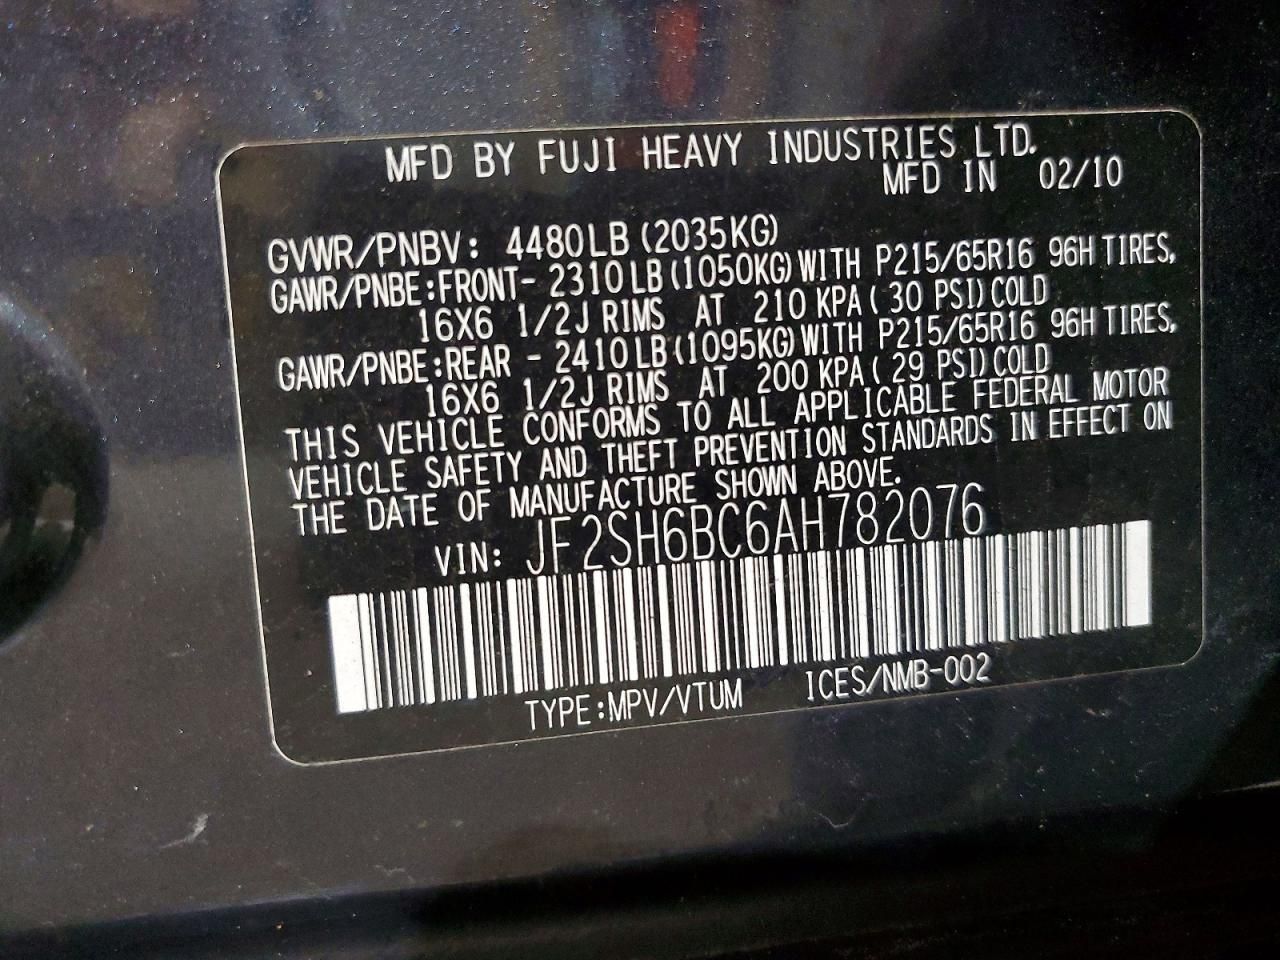 MFD BY FUJI HEAVY INDUSTRIES LTD.
MFD IN 02/10
GVWR/PNBV: 4480LB (2035KG)
GAWR/PNBE:FRONT- 2310LB(1050KG)WITH P215/65R16 96H TIRES,
16X6 1/2J RIMS AT 210 KPA( 30 PSI)COLD
GAWR/PNBE:REAR - 2410LB(1095KG)WITH P215/65R16 96H TIRES,
16X6 1/2J RIMS AT 200 KPA( 29 PSI)COLD
THIS VEHICLE CONFORMS TO ALL APPLICABLE FEDERAL MOTOR
VEHICLE SAFETY AND THEFT PREVENTION STANDARDS IN EFFECT ON
THE DATE OF MANUFACTURE SHOWN ABOVE.
VIN: JF2SH6BC6AH782076
TYPE:MPV/VTUM ICES/NMB-002